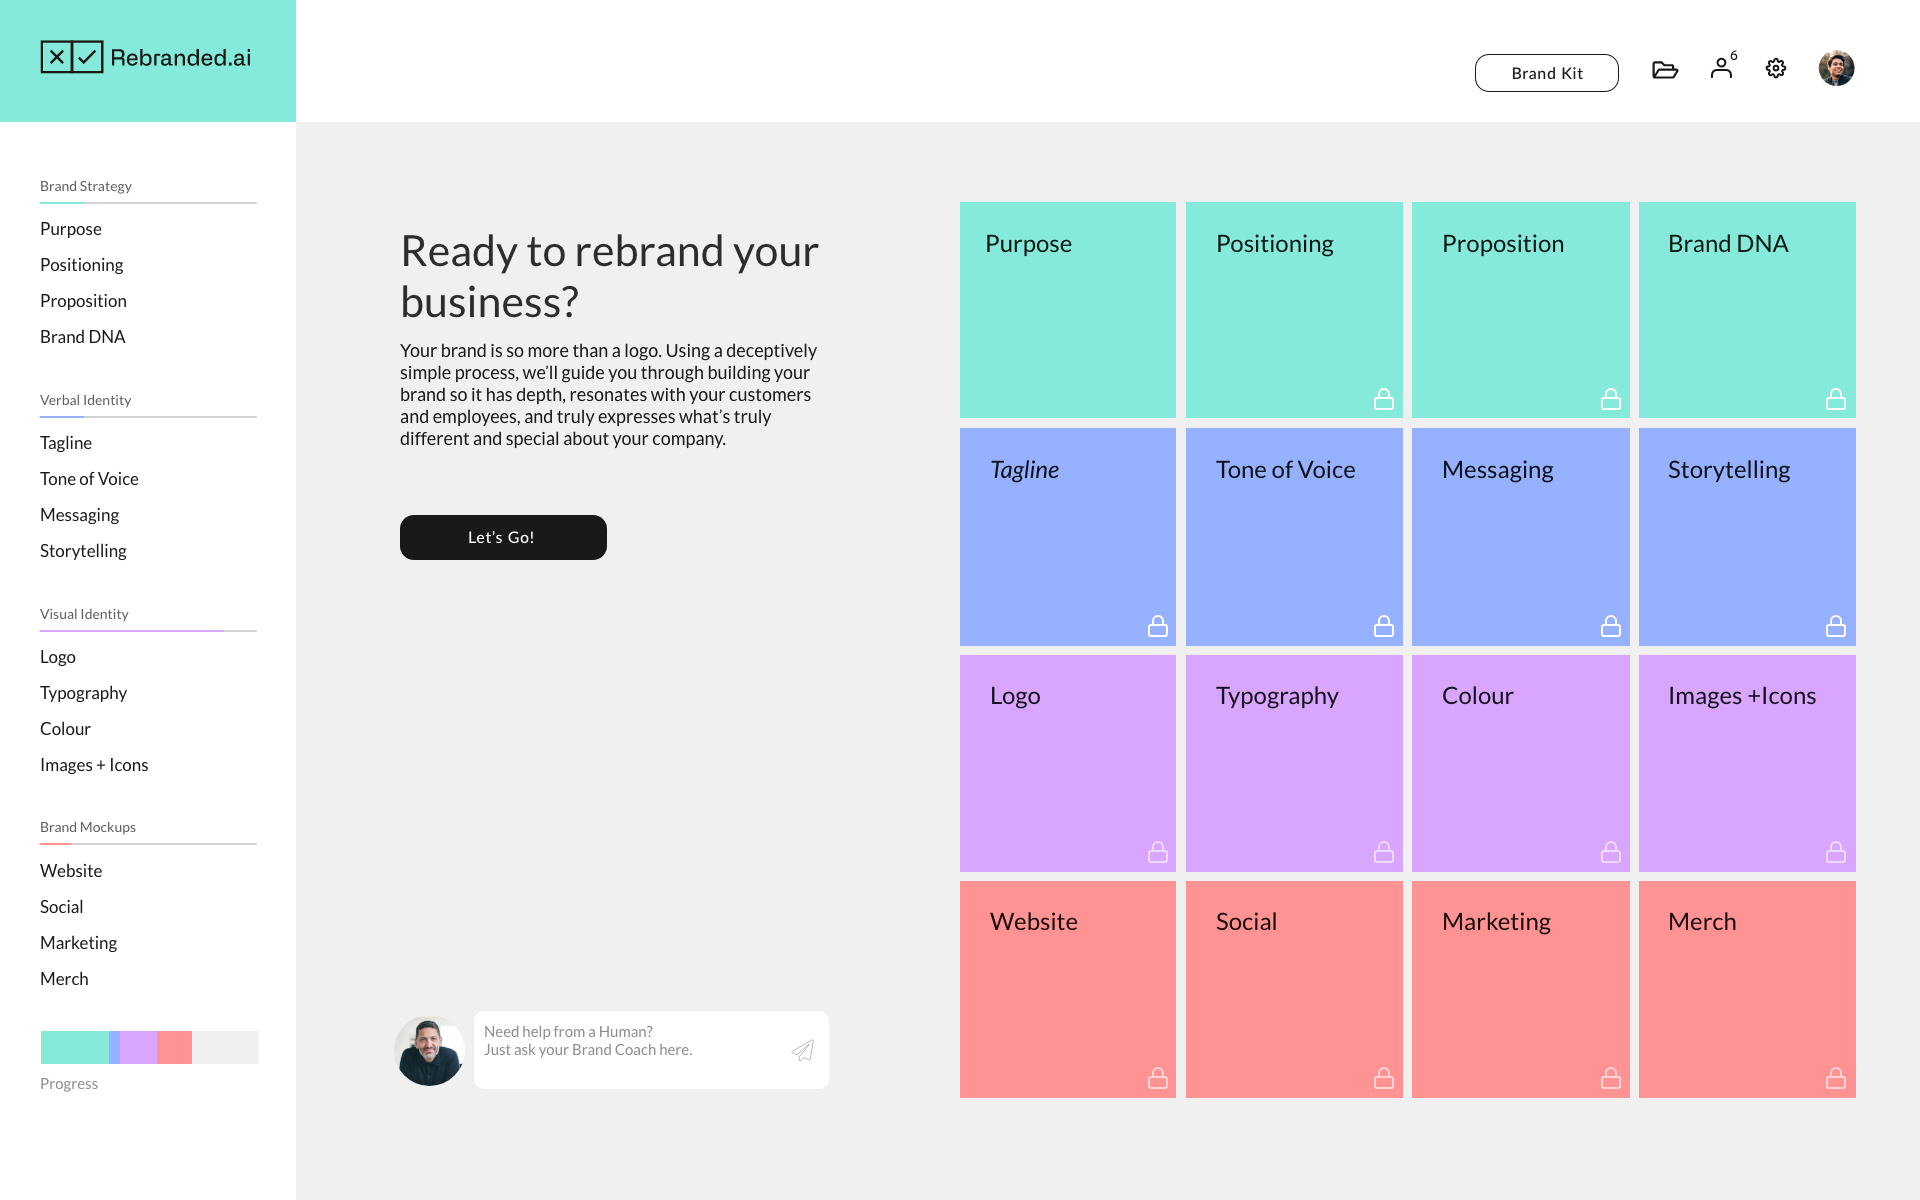 Rebranded.ai
Brand Kit
6
Brand Strategy
Purpose
Positioning
Proposition
Brand DNA
Verbal Identity
Tagline
Tone of Voice
Messaging
Storytelling
Visual Identity
Logo
Typography
Colour
Images + Icons
Brand Mockups
Website
Social
Marketing
Merch
Progress
Ready to rebrand your
business?
Your brand is so more than a logo. Using a deceptively
simple process, we’ll guide you through building your
brand so it has depth, resonates with your customers
and employees, and truly expresses what’s truly
different and special about your company.
Let’s Go!
Need help from a Human?
Just ask your Brand Coach here.
Purpose
Positioning
Proposition
Brand DNA
Tagline
Tone of Voice
Messaging
Storytelling
Logo
Typography
Colour
Images +Icons
Website
Social
Marketing
Merch